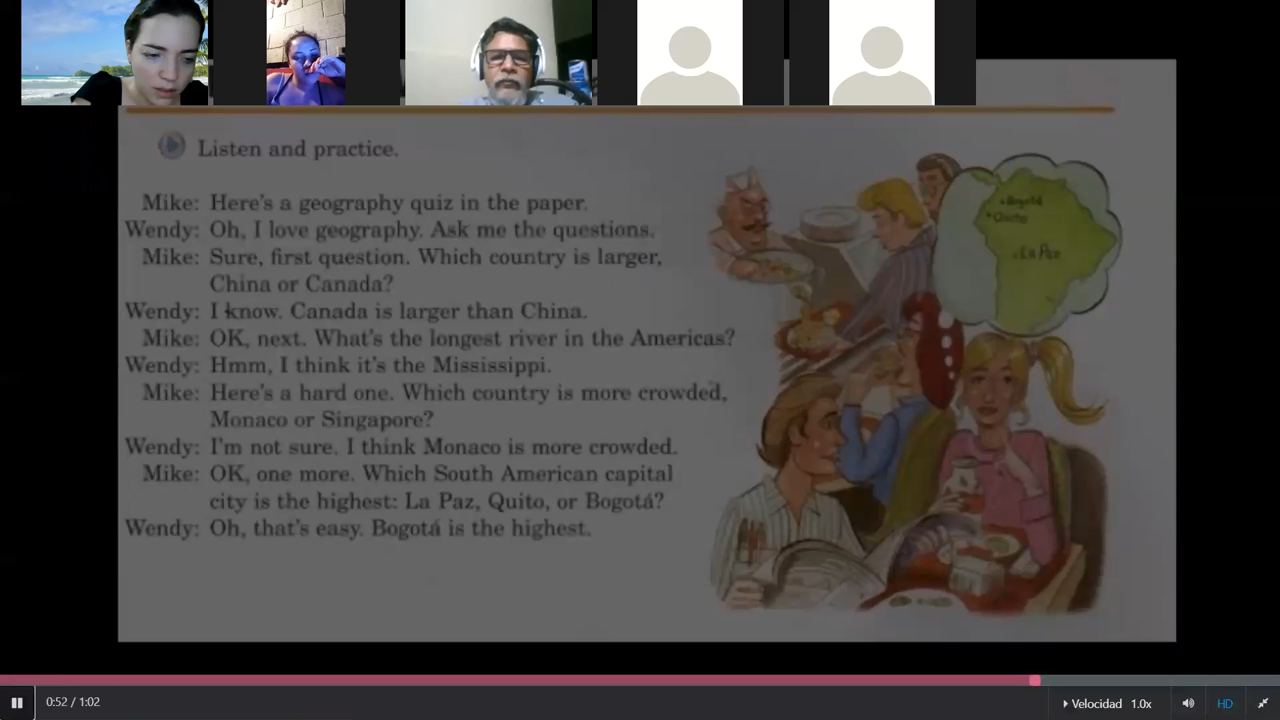 Listen and practice.
Mike: Here's a geography quiz in the paper.
Wendy: Oh, I love geography. Ask me the questions.
Mike: Sure, first question. Which country is larger,
China or Canada?
Wendy: I know. Canada is larger than China.
Mike: OK, next. What's the longest river in the Americas?
Wendy: Hmm, I think it's the Mississippi.
Mike: Here's a hard one. Which country is more crowded,
Monaco or Singapore?
Wendy: I'm not sure. I think Monaco is more crowded.
Mike: OK, one more. Which South American capital
city is the highest: La Paz, Quito, or Bogotá?
Wendy: Oh, that's easy. Bogotá is the highest.
Bogotá
Quito
La Paz
0:52 / 1:02
Velocidad 1.0x
HD